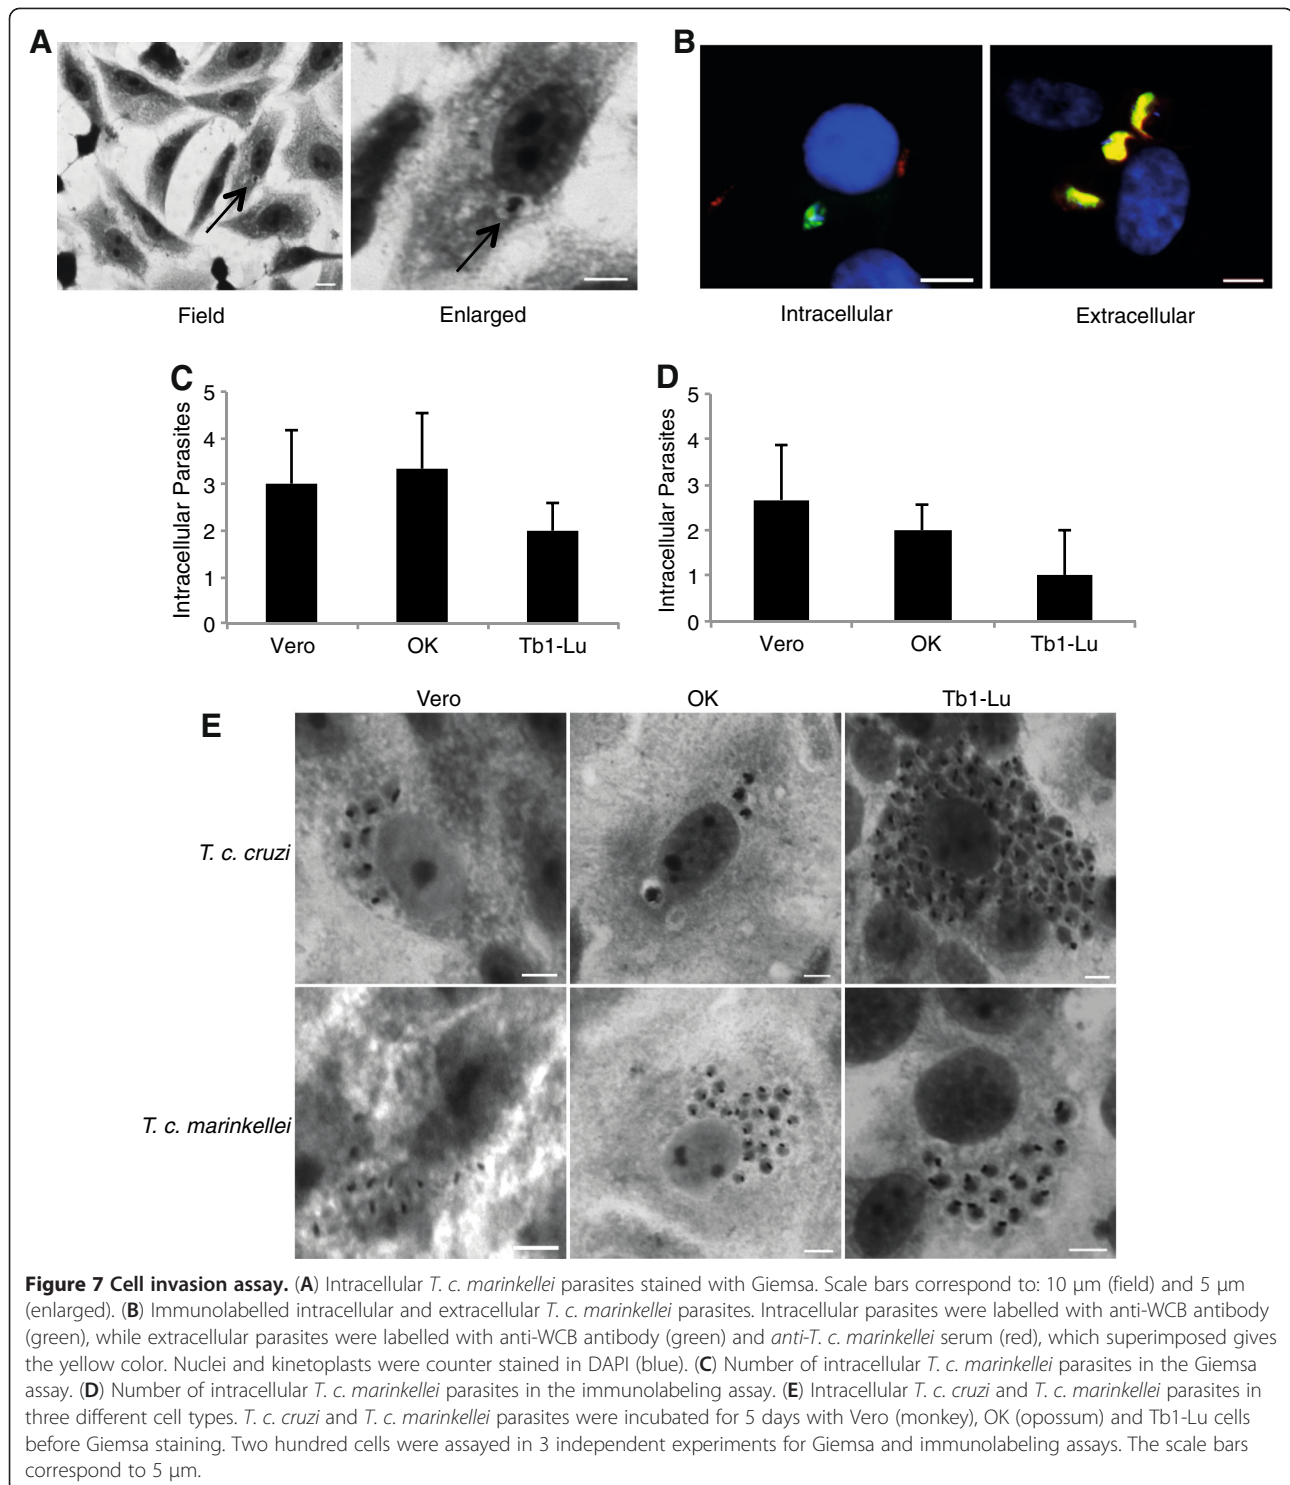 A
B
Field
Enlarged
Intracellular
Extracellular
C
D
Intracellular Parasites
5
4
3
2
1
0
Vero
OK
Tb1-Lu
Intracellular Parasites
5
4
3
2
1
0
Vero
OK
Tb1-Lu
E
Vero
OK
Tb1-Lu
T. c. cruzi
T. c. marinkellei
Figure 7 Cell invasion assay. (A) Intracellular T. c. marinkellei parasites stained with Giemsa. Scale bars correspond to: 10 μm (field) and 5 μm
(enlarged). (B) Immunolabelled intracellular and extracellular T. c. marinkellei parasites. Intracellular parasites were labelled with anti-WCB antibody
(green), while extracellular parasites were labelled with anti-WCB antibody (green) and anti-T. c. marinkellei serum (red), which superimposed gives
the yellow color. Nuclei and kinetoplasts were counter stained in DAPI (blue). (C) Number of intracellular T. c. marinkellei parasites in the Giemsa
assay. (D) Number of intracellular T. c. marinkellei parasites in the immunolabeling assay. (E) Intracellular T. c. cruzi and T. c. marinkellei parasites in
three different cell types. T. c. cruzi and T. c. marinkellei parasites were incubated for 5 days with Vero (monkey), OK (opossum) and Tb1-Lu cells
before Giemsa staining. Two hundred cells were assayed in 3 independent experiments for Giemsa and immunolabeling assays. The scale bars
correspond to 5 μm.